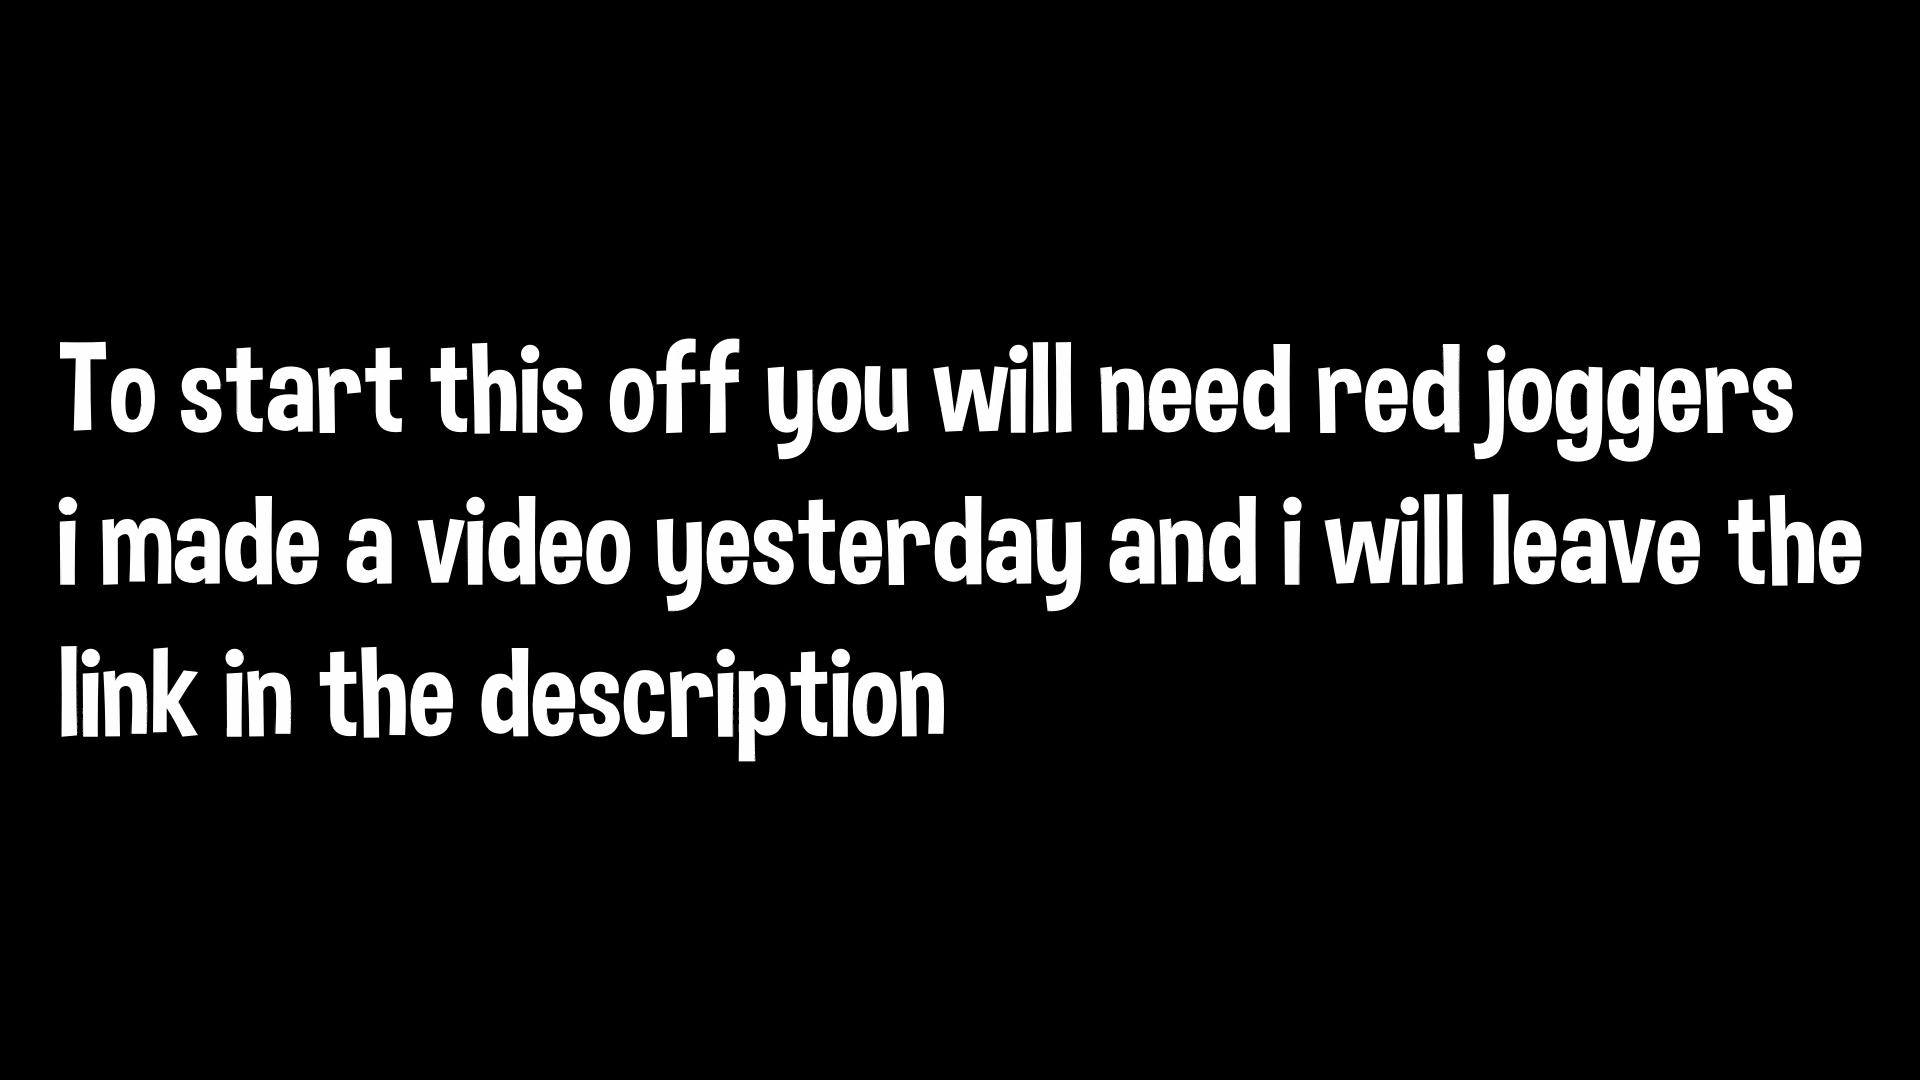 To start this off you will need red joggers
i made a video yesterday and i will leave the
link in the description